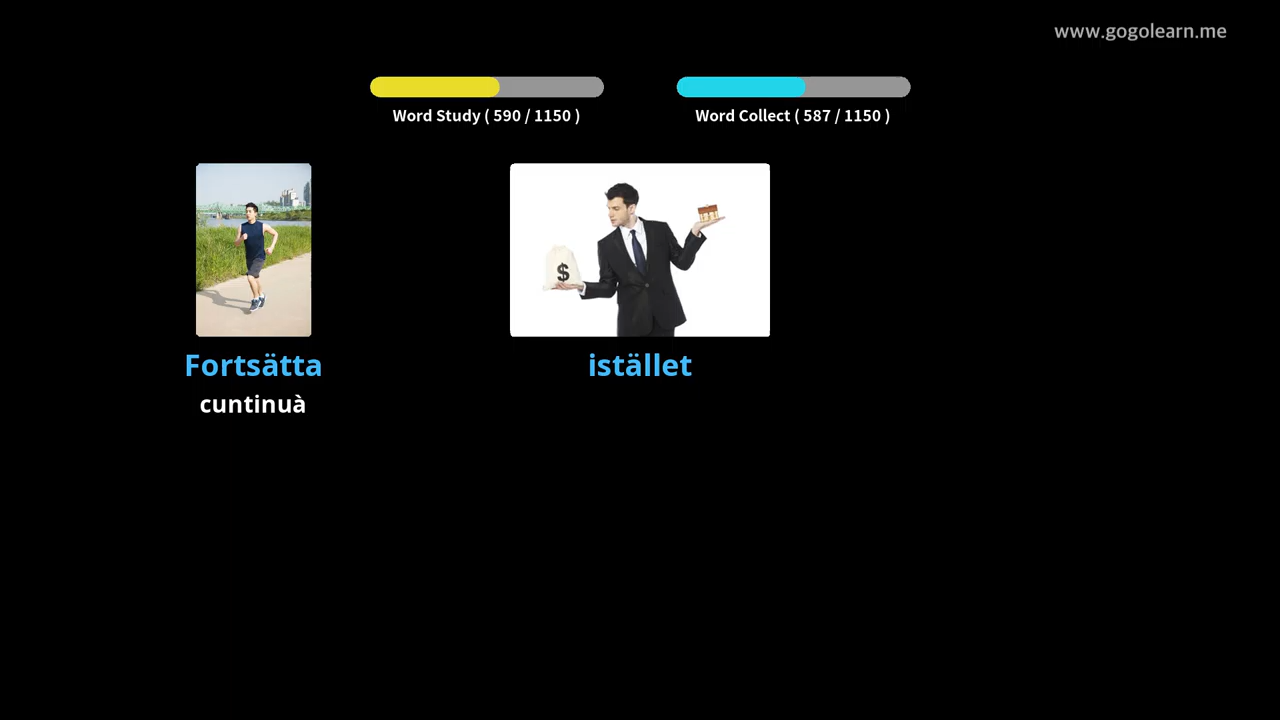 www.gogolearn.me
Word Study ( 590 / 1150 )
Word Collect ( 587 / 1150 )
$
Fortsätta
istället
cuntinuà